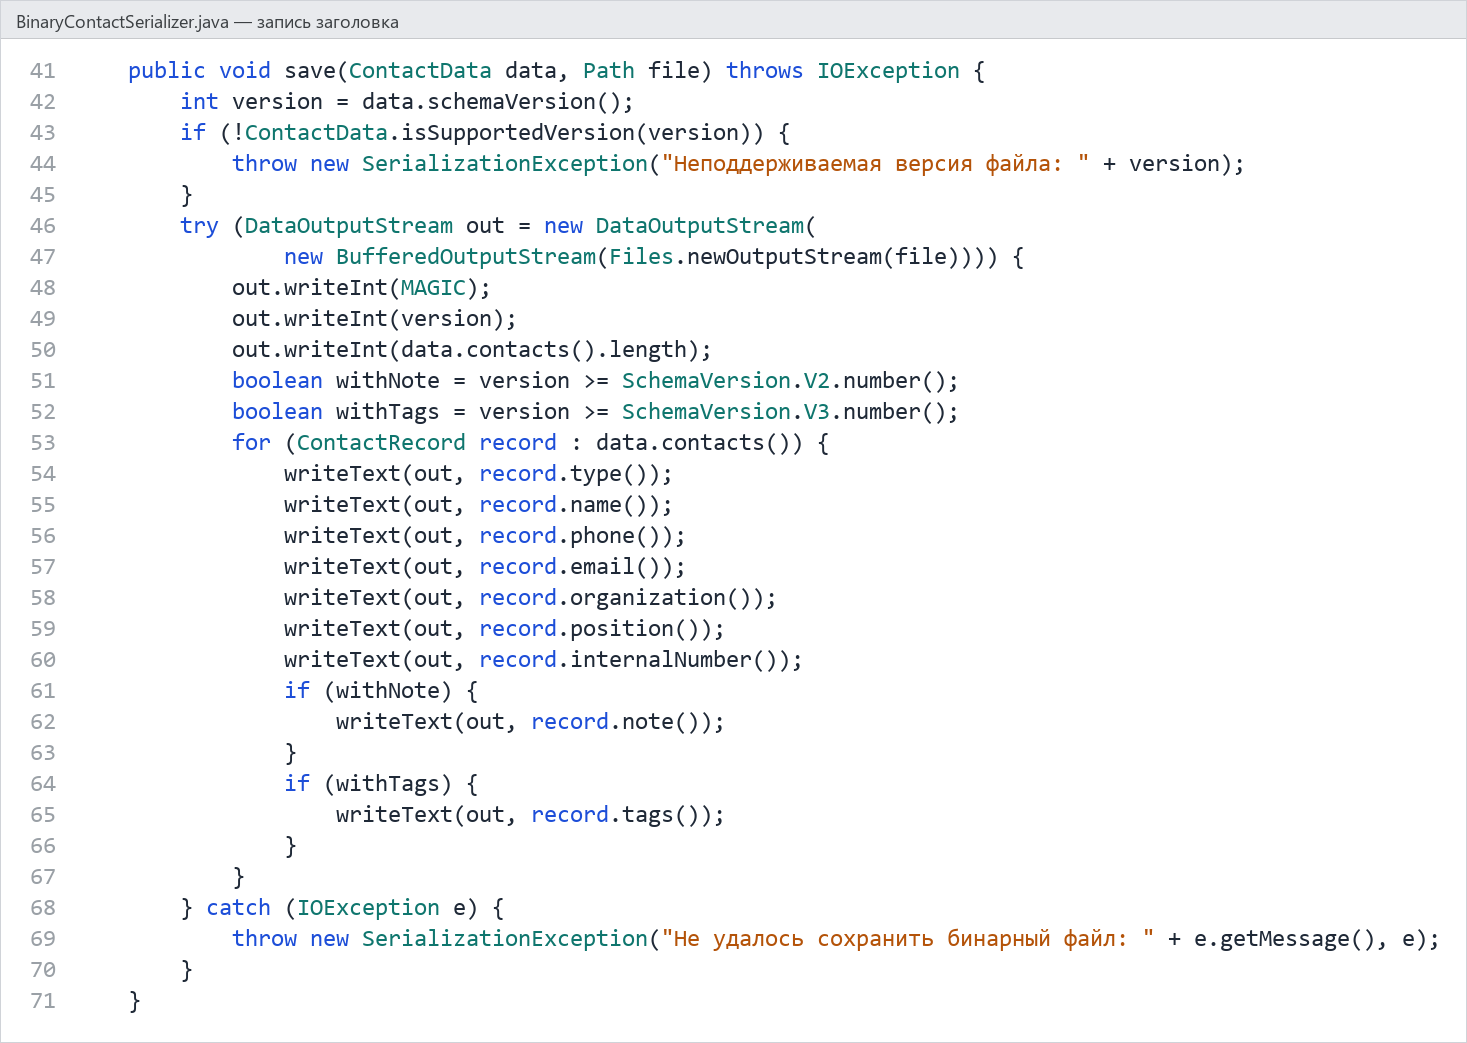 BinaryContactSerializer.java — запись заголовка
41 public void save(ContactData data, Path file) throws IOException {
42 int version = data.schemaVersion();
43 if (!ContactData.isSupportedVersion(version)) {
44 throw new SerializationException("Неподдерживаемая версия файла: " + version);
45 }
46 try (DataOutputStream out = new DataOutputStream(
47 new BufferedOutputStream(Files.newOutputStream(file)))) {
48 out.writeInt(MAGIC);
49 out.writeInt(version);
50 out.writeInt(data.contacts().length);
51 boolean withNote = version >= SchemaVersion.V2.number();
52 boolean withTags = version >= SchemaVersion.V3.number();
53 for (ContactRecord record : data.contacts()) {
54 writeText(out, record.type());
55 writeText(out, record.name());
56 writeText(out, record.phone());
57 writeText(out, record.email());
58 writeText(out, record.organization());
59 writeText(out, record.position());
60 writeText(out, record.internalNumber());
61 if (withNote) {
62 writeText(out, record.note());
63 }
64 if (withTags) {
65 writeText(out, record.tags());
66 }
67 }
68 } catch (IOException e) {
69 throw new SerializationException("Не удалось сохранить бинарный файл: " + e.getMessage(), e);
70 }
71 }